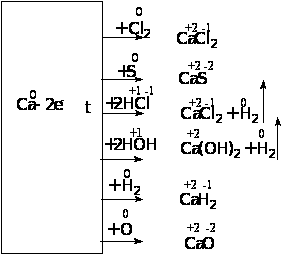 0
+Cl2
+2 -1
CaCl2
0
+S
+2 -2
CaS
0
Ca- 2e t
+1 -1
+2HCl
+2 -1 0
CaCl2 +H2
+1
+2HOH
+2 0
Ca(OH)2 +H2
0
+H2
+2 -1
CaH2
0
+O
+2 -2
CaO